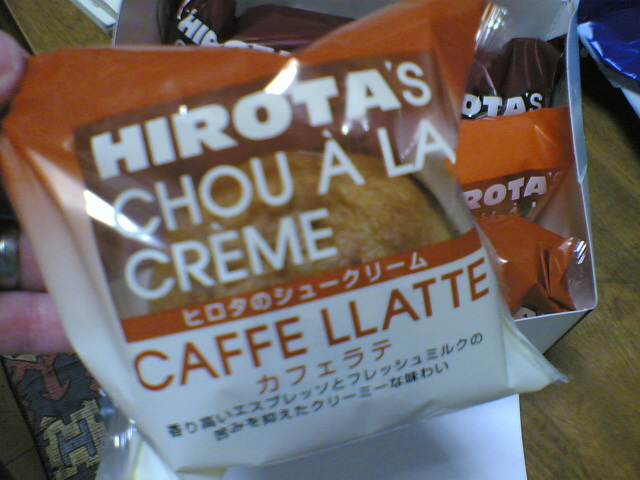 HIROTA'S
CHOU À LA
CRÈME
ヒロタのシュークリーム
CAFFE LLATTE
カフェラテ
香り高いエスプレッソとフレッシュミルクの
苦みを抑えたクリーミーな味わい
ROTA'S
ROTA'S